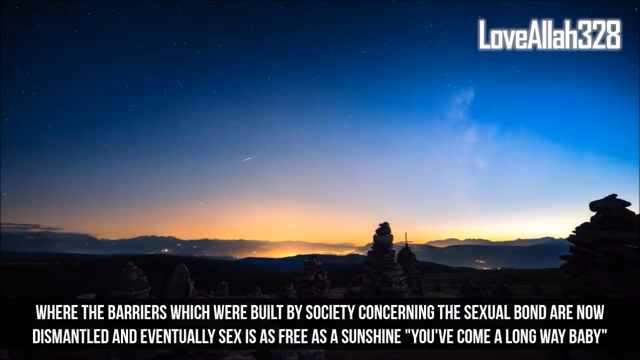 LoveAllah328
WHERE THE BARRIERS WHICH WERE BUILT BY SOCIETY CONCERNING THE SEXUAL BOND ARE NOW
DISMANTLED AND EVENTUALLY SEX IS AS FREE AS A SUNSHINE "YOU'VE COME A LONG WAY BABY"